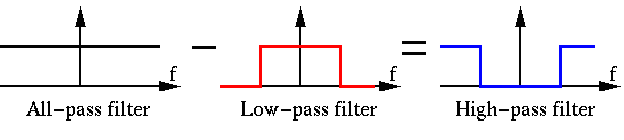 f
f
f
All-pass filter
Low-pass filter
High-pass filter